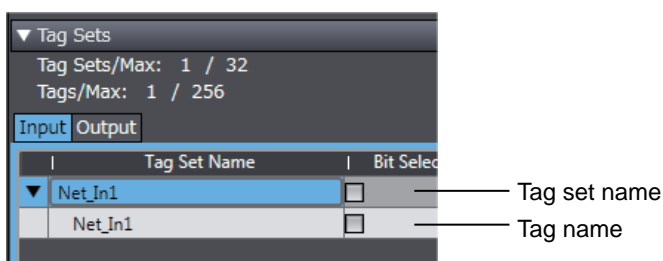 ▼ Tag Sets
Tag Sets/Max: 1 / 32
Tags/Max: 1 / 256
Input Output
Tag Set Name Bit Selec
▼ Net_In1 Tag set name
Net_In1 Tag name